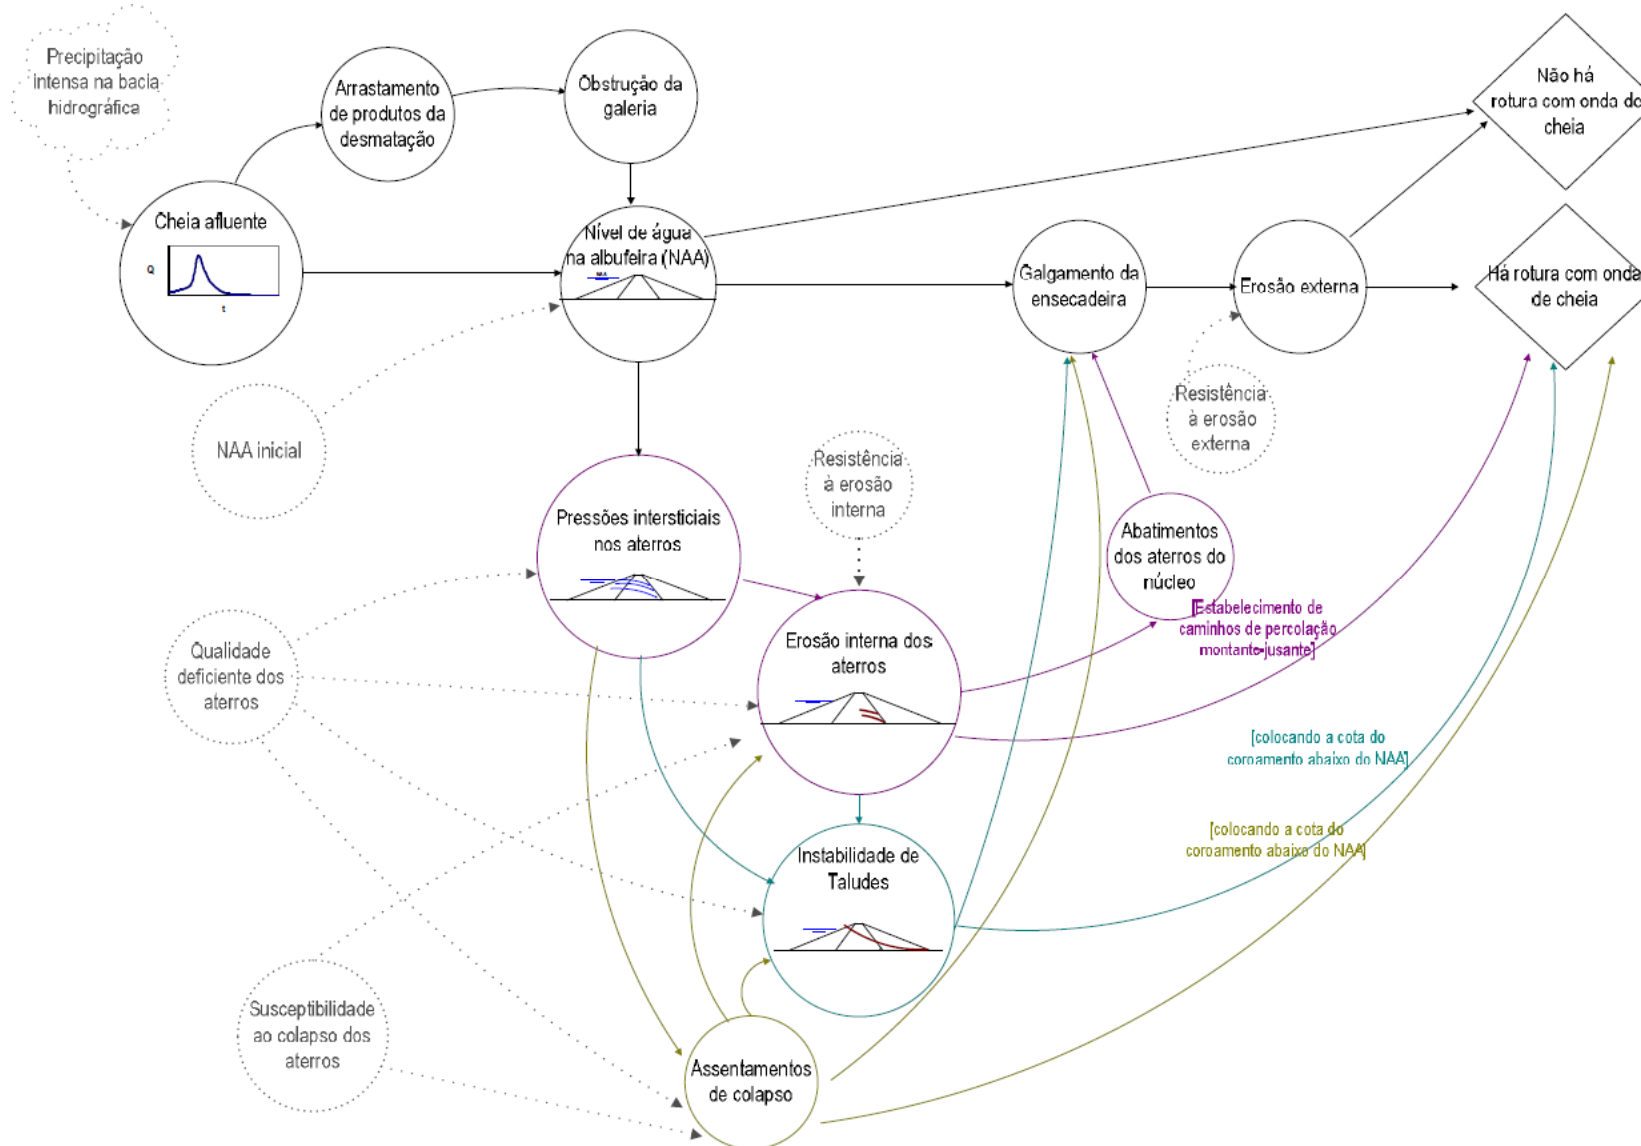 Precipitação
intensa na bacia
hidrográfica
Arrastamento
de produtos da
desmatação
Obstrução da
galeria
Não há
rotura com onda de
cheia
Cheia afluente
Q
t
Nível de água
na albufeira (NAA)
NAA
Galgamento da
ensecadeira
Erosão externa
Há rotura com onda
de cheia
NAA inicial
Resistência
à erosão
externa
Resistência
à erosão
interna
Pressões intersticiais
nos aterros
Abatimentos
dos aterros do
núcleo
[Estabelecimento de
caminhos de percolação
montante-jusante]
Qualidade
deficiente dos
aterros
Erosão interna dos
aterros
[colocando a cota do
coroamento abaixo do NAA]
[colocando a cota do
coroamento abaixo do NAA]
Instabilidade de
Taludes
Susceptibilidade
ao colapso dos
aterros
Assentamentos
de colapso